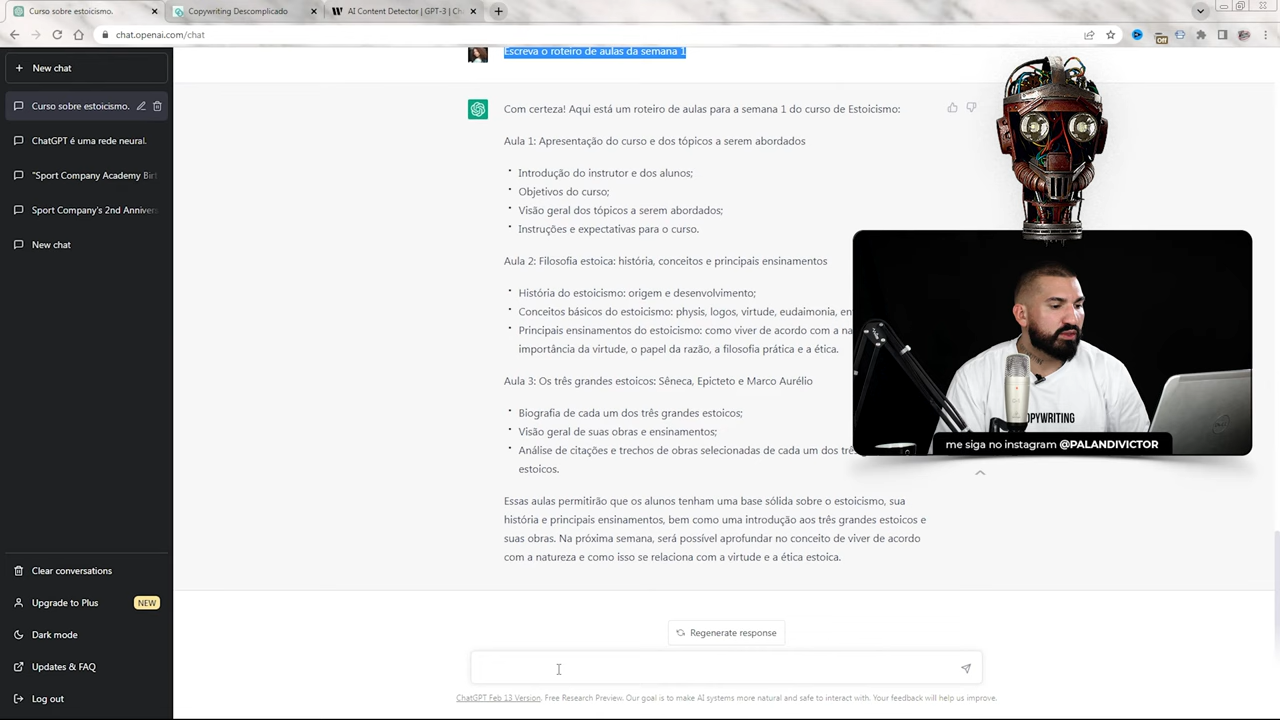 Curso sobre estoicismo.
Copywriting Descomplicado
AI Content Detector | GPT-3 | Ch
chat.openai.com/chat
Off
New chat
Curso sobre estoicismo.
ChatGPT é uma rede neural.
"Sport Company Academy Birt
Sport Company's 2nd Anniver
New chat
Clear conversations
Upgrade to Plus
NEW
Dark mode
Updates & FAQ
Log out
Escreva o roteiro de aulas da semana 1
Com certeza! Aqui está um roteiro de aulas para a semana 1 do curso de Estoicismo:
Aula 1: Apresentação do curso e dos tópicos a serem abordados
• Introdução do instrutor e dos alunos;
• Objetivos do curso;
• Visão geral dos tópicos a serem abordados;
• Instruções e expectativas para o curso.
Aula 2: Filosofia estoica: história, conceitos e principais ensinamentos
• História do estoicismo: origem e desenvolvimento;
• Conceitos básicos do estoicismo: physis, logos, virtude, eudaimonia, en
• Principais ensinamentos do estoicismo: como viver de acordo com a na
importância da virtude, o papel da razão, a filosofia prática e a ética.
Aula 3: Os três grandes estoicos: Sêneca, Epicteto e Marco Aurélio
• Biografia de cada um dos três grandes estoicos;
• Visão geral de suas obras e ensinamentos;
• Análise de citações e trechos de obras selecionadas de cada um dos trê
estoicos.
Essas aulas permitirão que os alunos tenham uma base sólida sobre o estoicismo, sua
história e principais ensinamentos, bem como uma introdução aos três grandes estoicos e
suas obras. Na próxima semana, será possível aprofundar no conceito de viver de acordo
com a natureza e como isso se relaciona com a virtude e a ética estoica.
OPYWRITING
me siga no instagram @PALANDIVICTOR
Regenerate response
ChatGPT Feb 13 Version. Free Research Preview. Our goal is to make AI systems more natural and safe to interact with. Your feedback will help us improve.